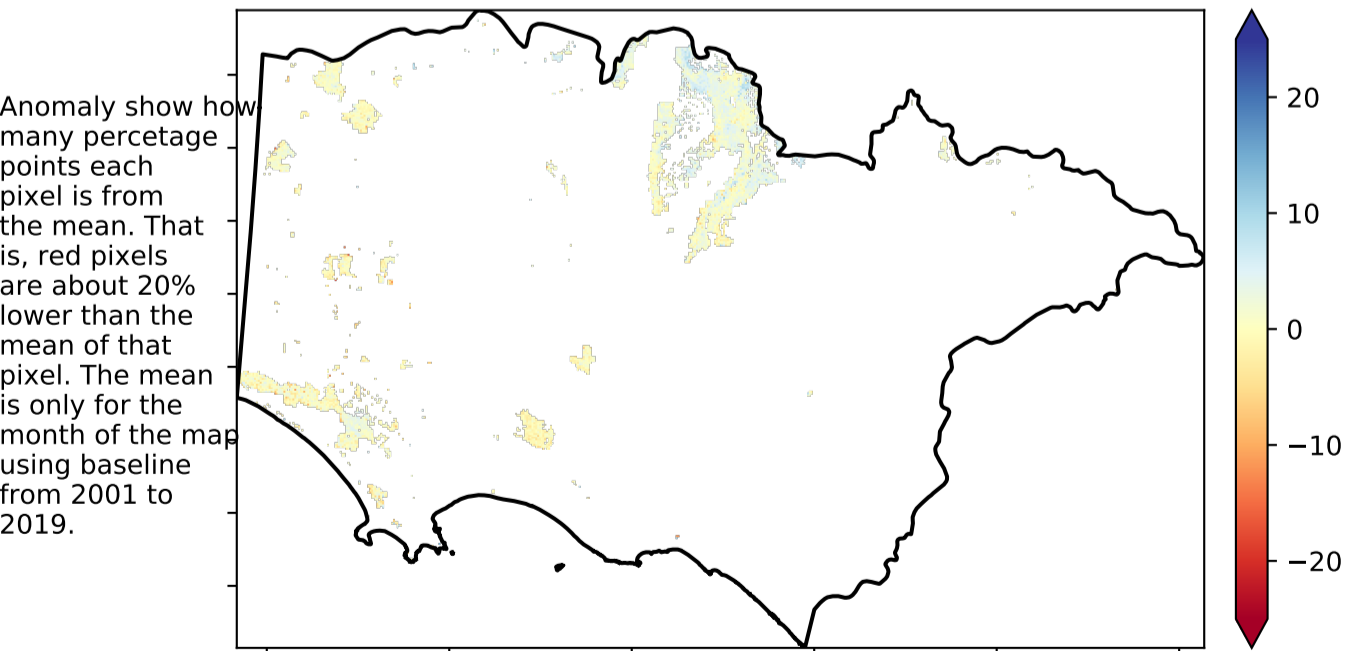 Anomaly show how
many percetage
points each
pixel is from
the mean. That
is, red pixels
are about 20%
lower than the
mean of that
pixel. The mean
is only for the
month of the map
using baseline
from 2001 to
2019.
20
10
0
−10
−20